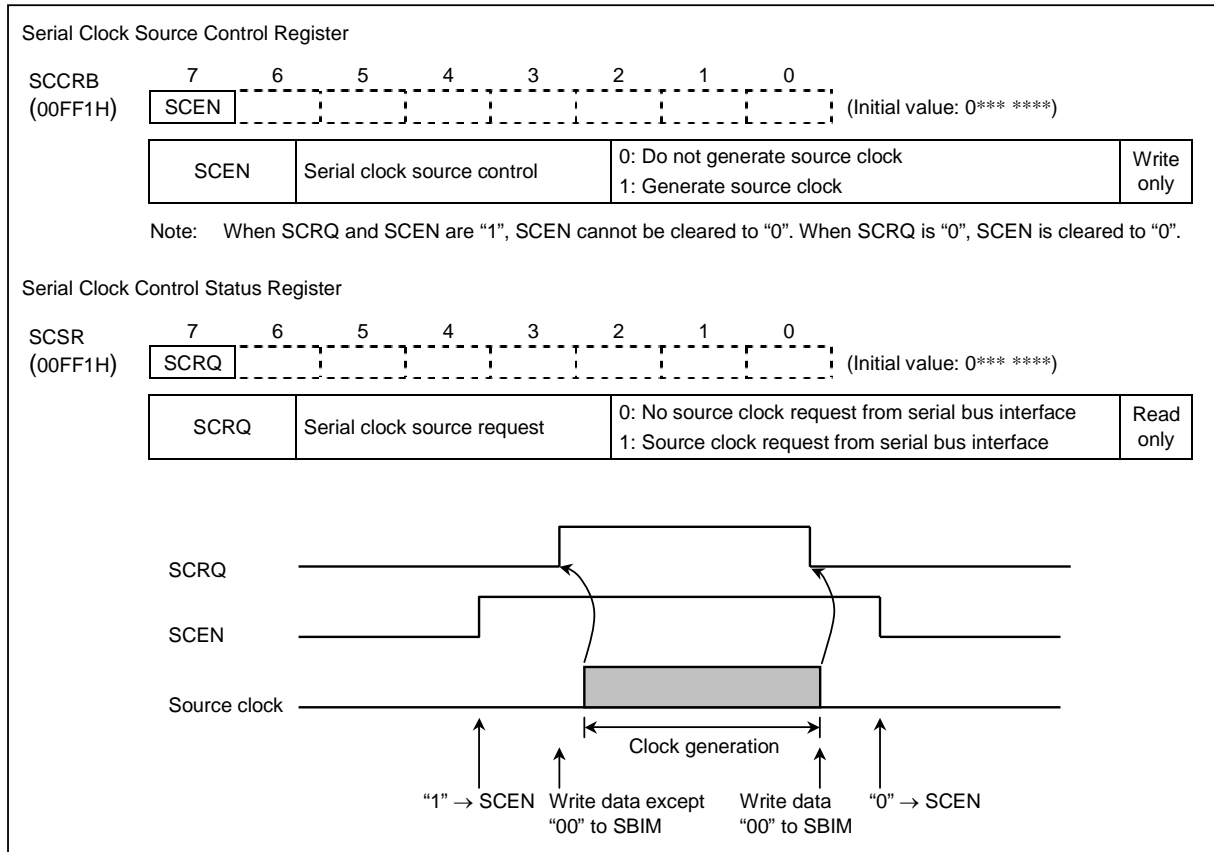 Serial Clock Source Control Register
SCCRB 7 6 5 4 3 2 1 0
(00FF1H) SCEN (Initial value: 0*** ****)
SCEN Serial clock source control 0: Do not generate source clock Write
1: Generate source clock only
Note: When SCRQ and SCEN are “1”, SCEN cannot be cleared to “0”. When SCRQ is “0”, SCEN is cleared to “0”.
Serial Clock Control Status Register
SCSR 7 6 5 4 3 2 1 0
(00FF1H) SCRQ (Initial value: 0*** ****)
SCRQ Serial clock source request 0: No source clock request from serial bus interface Read
1: Source clock request from serial bus interface only
SCRQ
SCEN
Source clock
Clock generation
“1” → SCEN Write data except Write data “0” → SCEN
“00” to SBIM “00” to SBIM